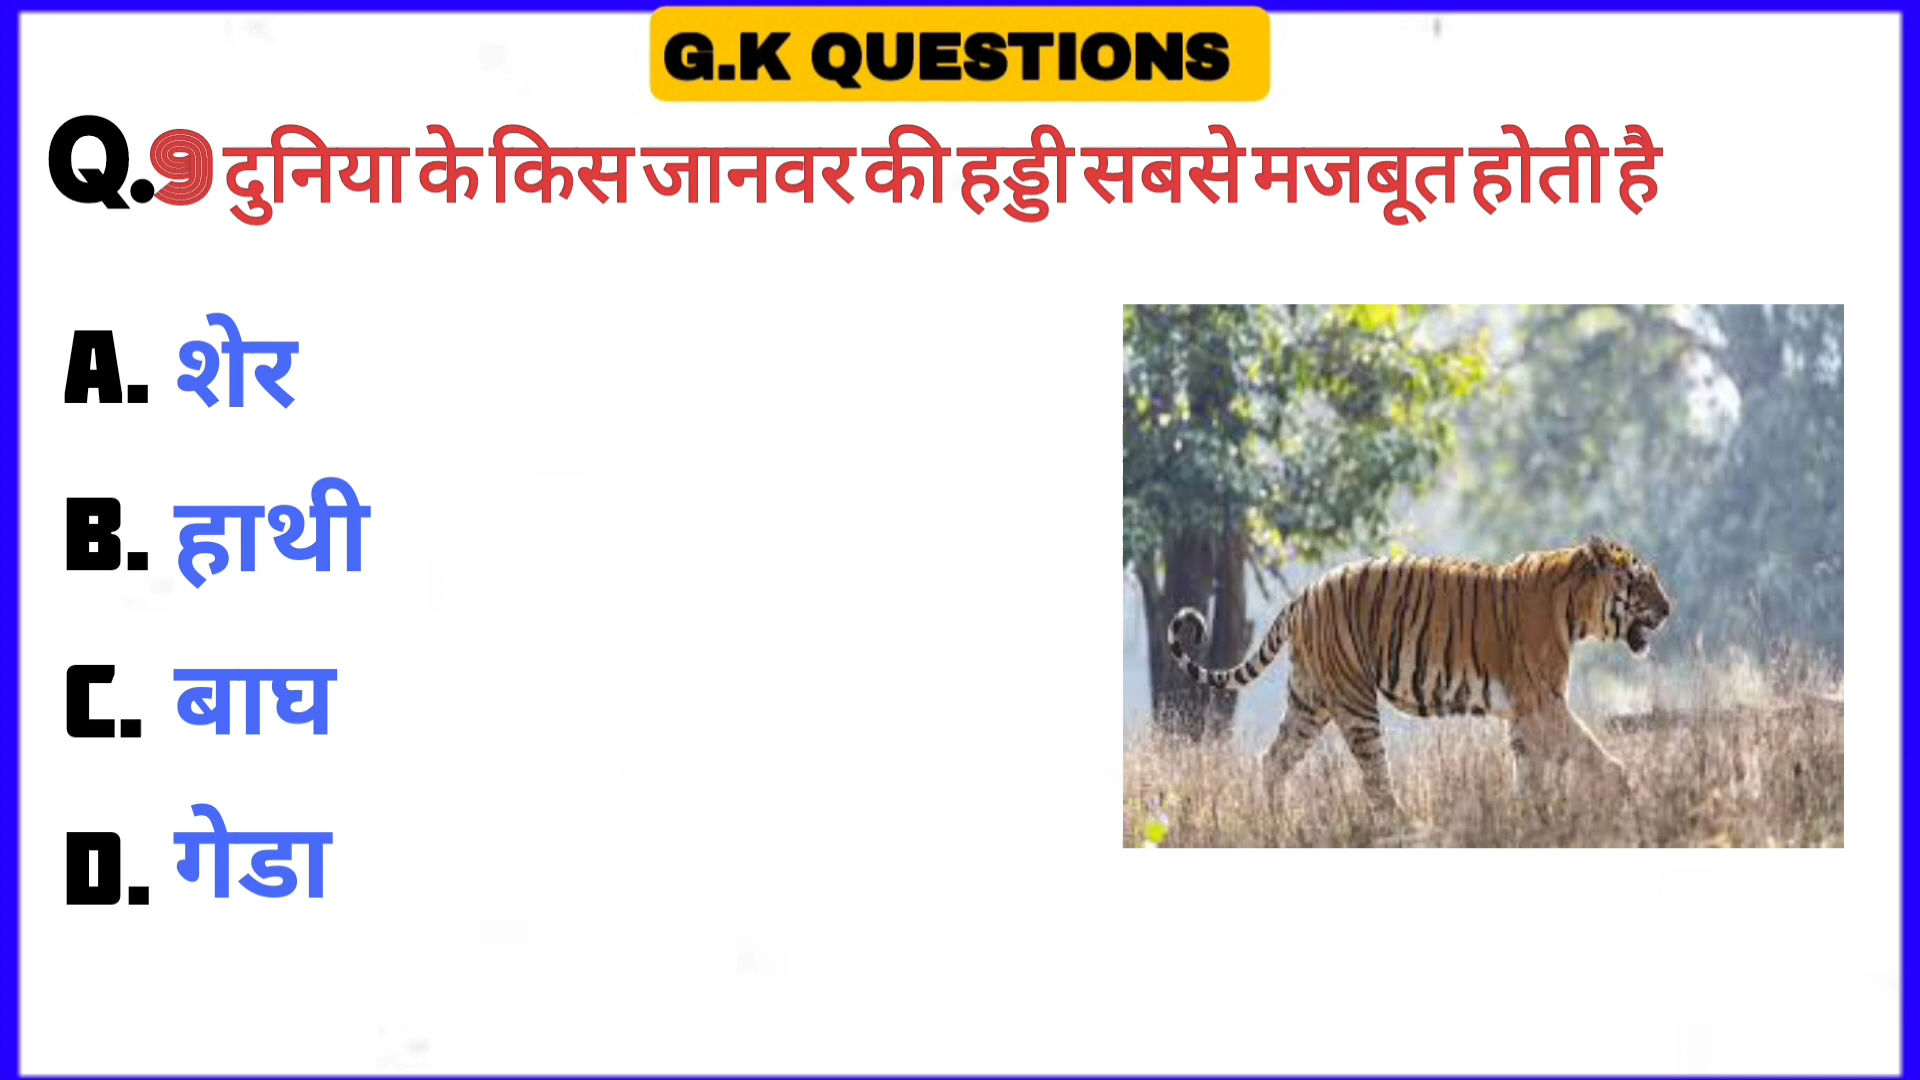 G.K QUESTIONS
Q.9 दुनिया के किस जानवर की हड्डी सबसे मजबूत होती है
A. शेर
B. हाथी
C. बाघ
D. गेडा